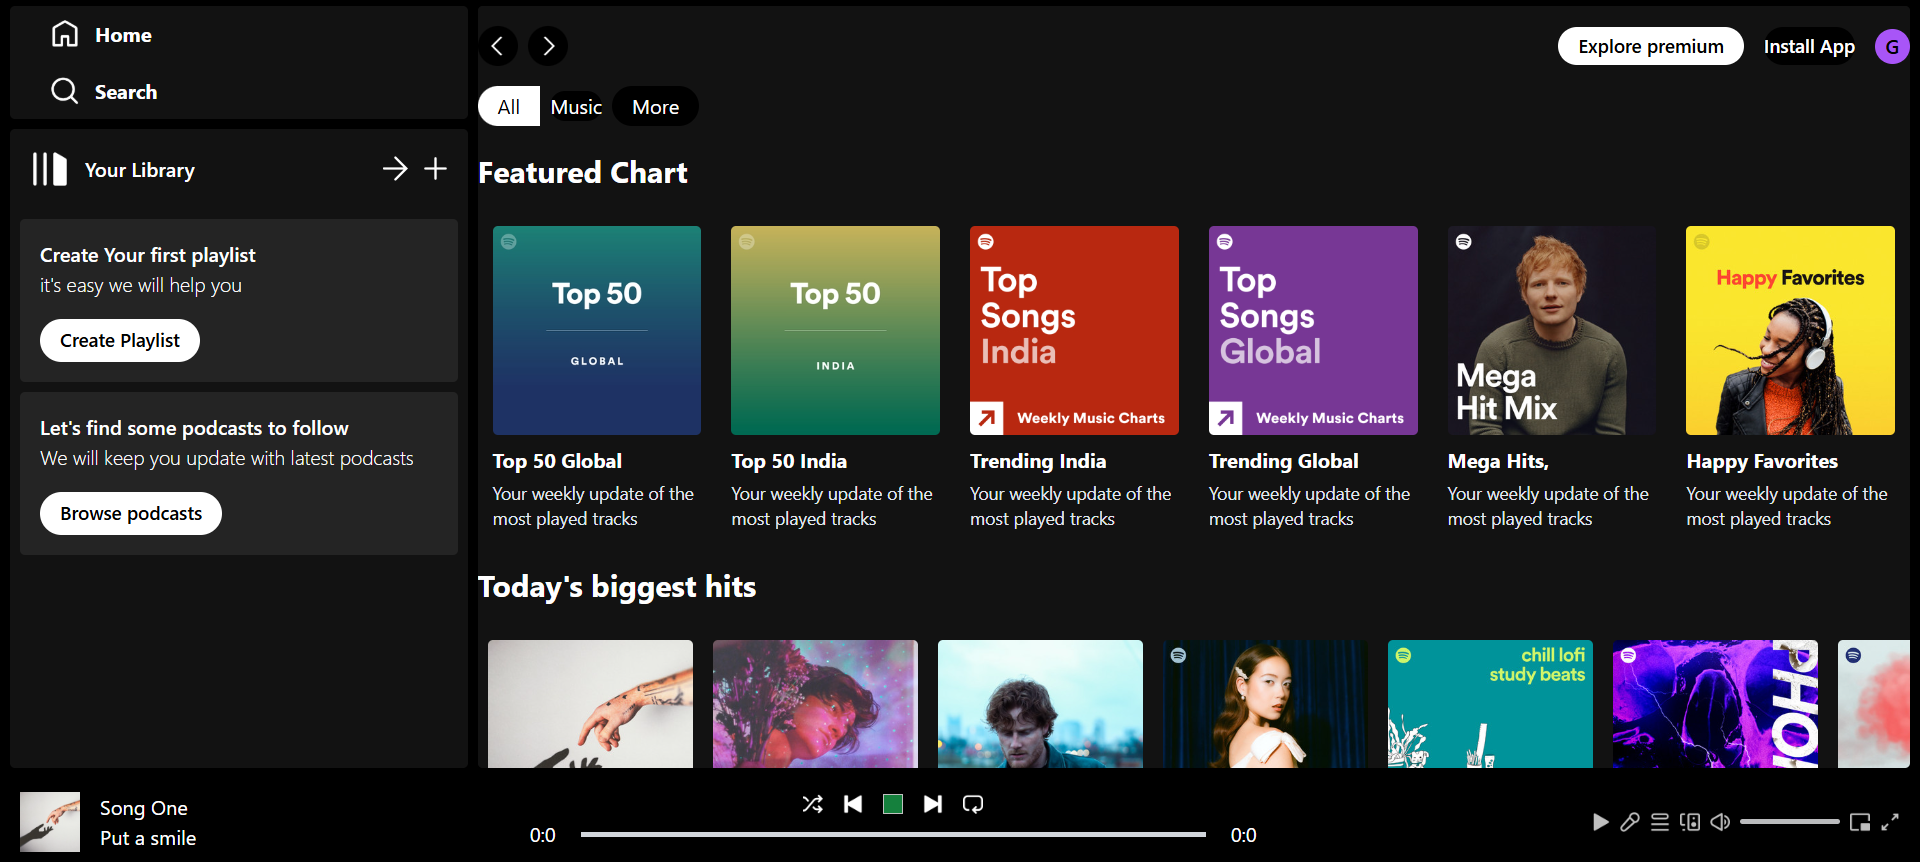 Home
Search
Your Library
Create Your first playlist
it's easy we will help you
Create Playlist
Let's find some podcasts to follow
We will keep you update with latest podcasts
Browse podcasts
Explore premium
Install App
G
All
Music
More
Featured Chart
Top 50
GLOBAL
Top 50 Global
Your weekly update of the
most played tracks
Top 50
INDIA
Top 50 India
Your weekly update of the
most played tracks
Top
Songs
India
Weekly Music Charts
Trending India
Your weekly update of the
most played tracks
Top
Songs
Global
Weekly Music Charts
Trending Global
Your weekly update of the
most played tracks
Mega
Hit Mix
Mega Hits,
Your weekly update of the
most played tracks
Happy Favorites
Happy Favorites
Your weekly update of the
most played tracks
Today's biggest hits
chill lofi
study beats
Song One
Put a smile
0:0
0:0